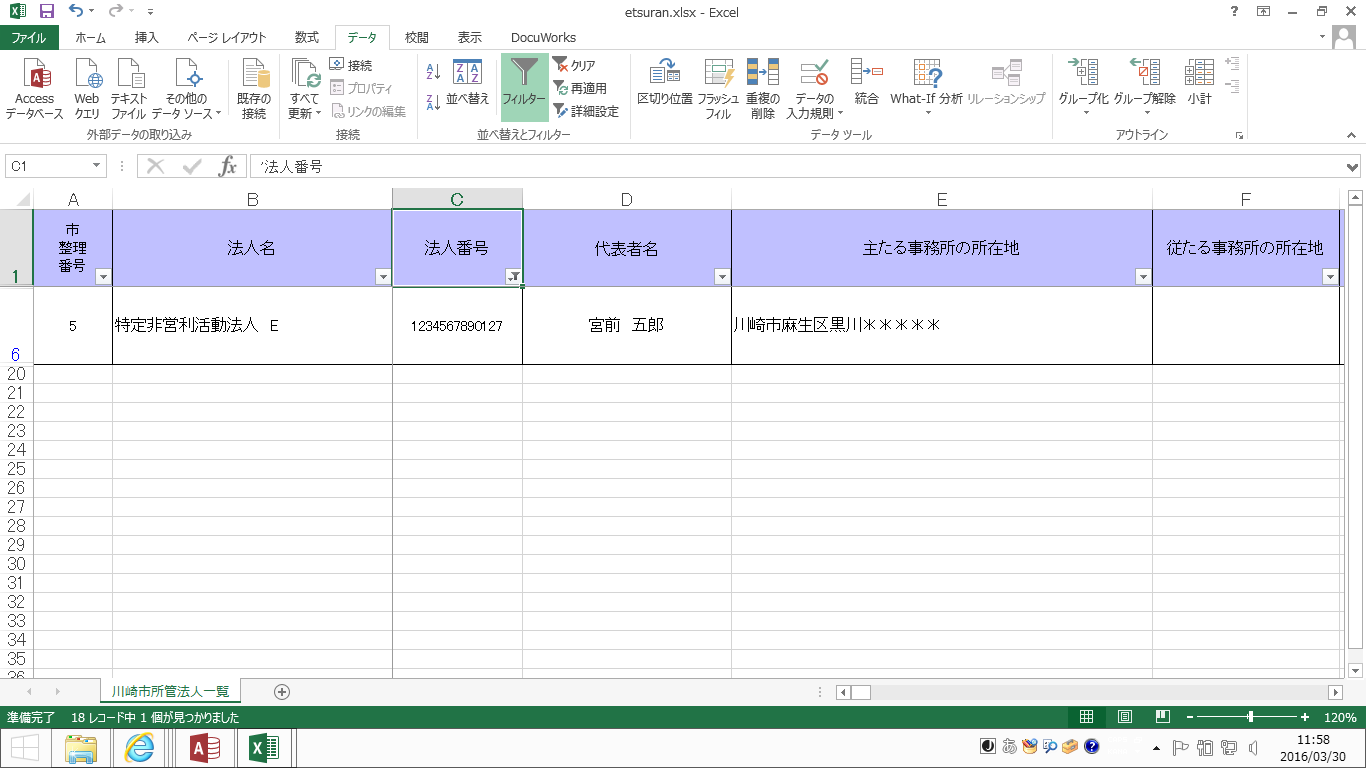 etsuran.xlsx - Excel
ファイル ホーム 挿入 ページ レイアウト 数式 データ 校閲 表示 DocuWorks
Access
データベース
Web
クエリ
テキスト
ファイル
その他の
データ ソース
外部データの取り込み
既存の
接続
すべて
更新
接続
プロパティ
リンクの編集
接続
並べ替え
フィルター
クリア
再適用
詳細設定
並べ替えとフィルター
区切り位置
フラッシュ
フィル
重複の
削除
データの
入力規則
統合
What-If 分析
リレーションシップ
データ ツール
グループ化
グループ解除
小計
アウトライン
C1
'法人番号
A B C D E F
1
市
整理
番号
法人名
法人番号
代表者名
主たる事務所の所在地
従たる事務所の所在地
6
5 特定非営利活動法人 E 1234567890127 宮前 五郎 川崎市麻生区黒川＊＊＊＊＊
20
21
22
23
24
25
26
27
28
29
30
31
32
33
34
35
36
川崎市所管法人一覧
準備完了 18 レコード中 1 個が見つかりました
120%
11:58
2016/03/30